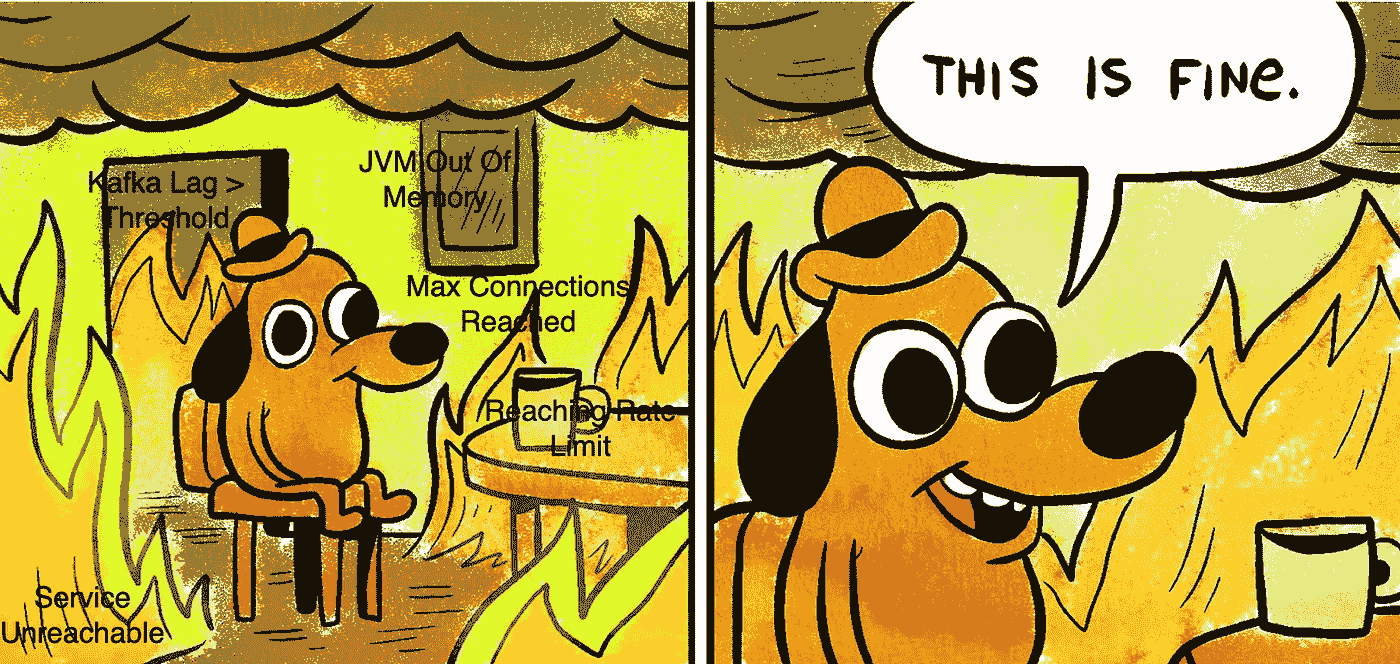 Kafka Lag >
Threshold
JVM Out Of
Memory
Max Connections
Reached
Reaching Rate
Limit
Service
Unreachable
THIS IS FINE.